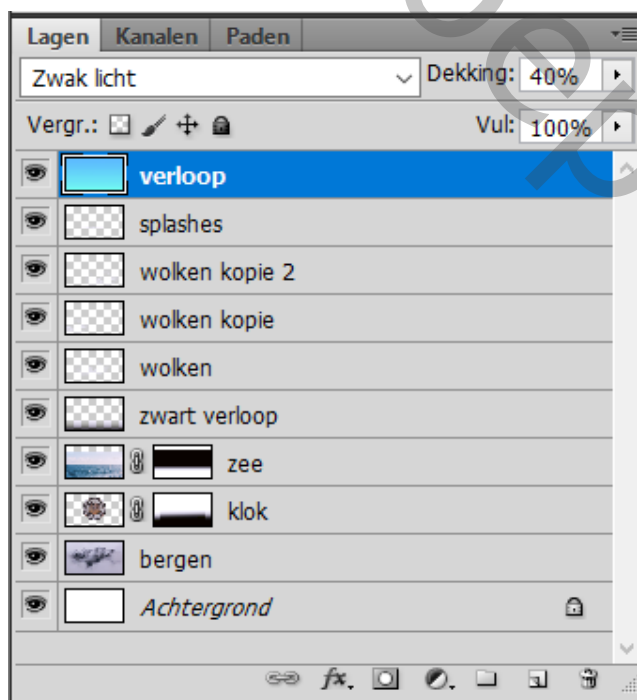 Lagen Kanalen Paden
Zwak licht Dekking: 40%
Vergr.: Vul: 100%
verloop
splashes
wolken kopie 2
wolken kopie
wolken
zwart verloop
zee
klok
bergen
Achtergrond
fx.